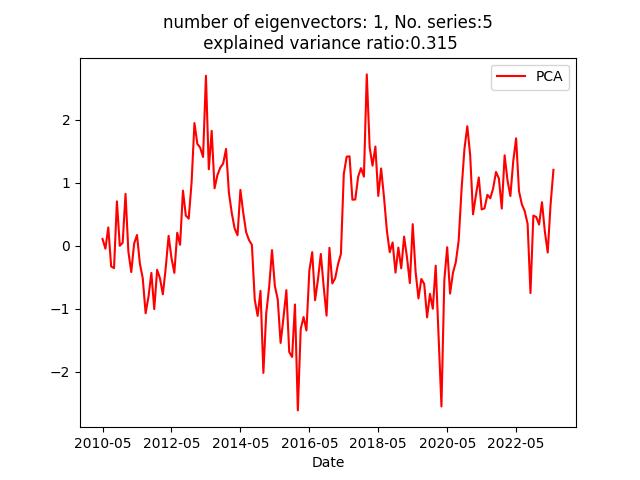 number of eigenvectors: 1, No. series:5
explained variance ratio:0.315
PCA
2
1
0
−1
−2
2010-05 2012-05 2014-05 2016-05 2018-05 2020-05 2022-05
Date